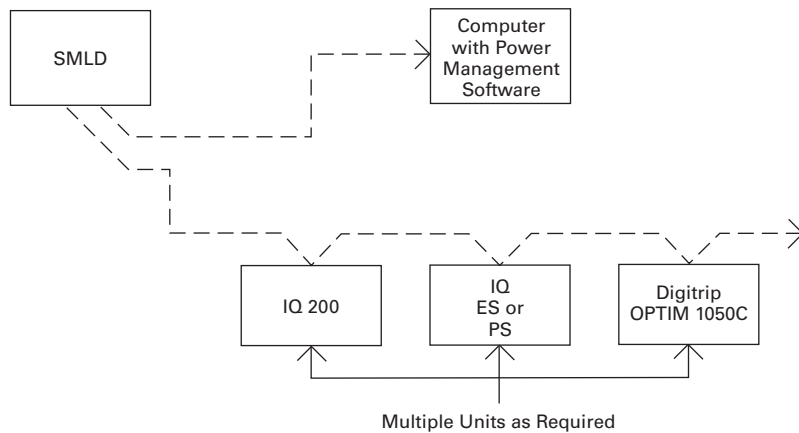 SMLD
Computer
with Power
Management
Software
IQ 200
IQ
ES or
PS
Digitrip
OPTIM 1050C
Multiple Units as Required